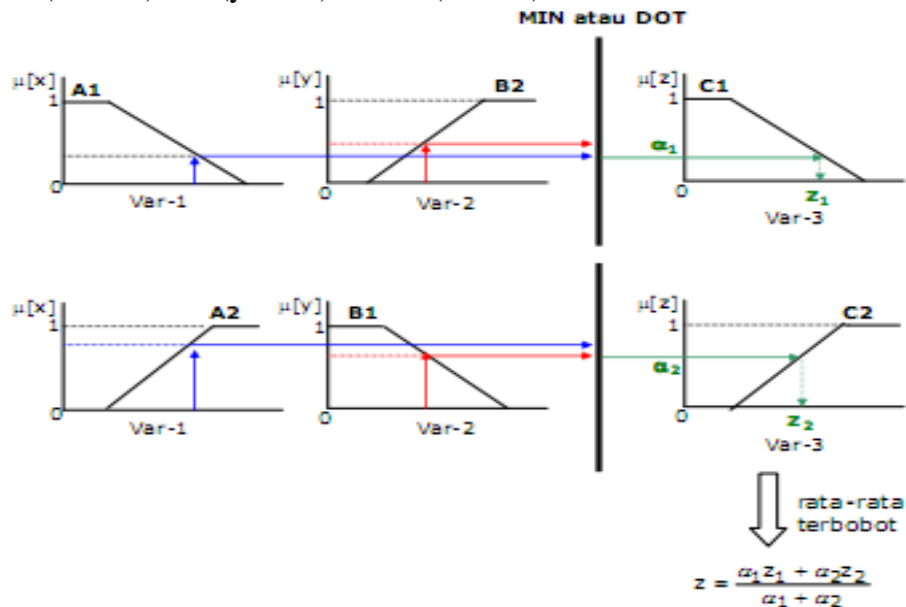 MIN atau DOT
μ[x]
1
A1
0
Var-1
μ[y]
1
B2
0
Var-2
μ[z]
1
C1
α₁
0
z₁
Var-3
μ[x]
1
A2
0
Var-1
μ[y]
1
B1
0
Var-2
μ[z]
1
C2
α₂
0
z₂
Var-3
rata-rata
terbobot
z = (α₁z₁ + α₂z₂) / (α₁ + α₂)